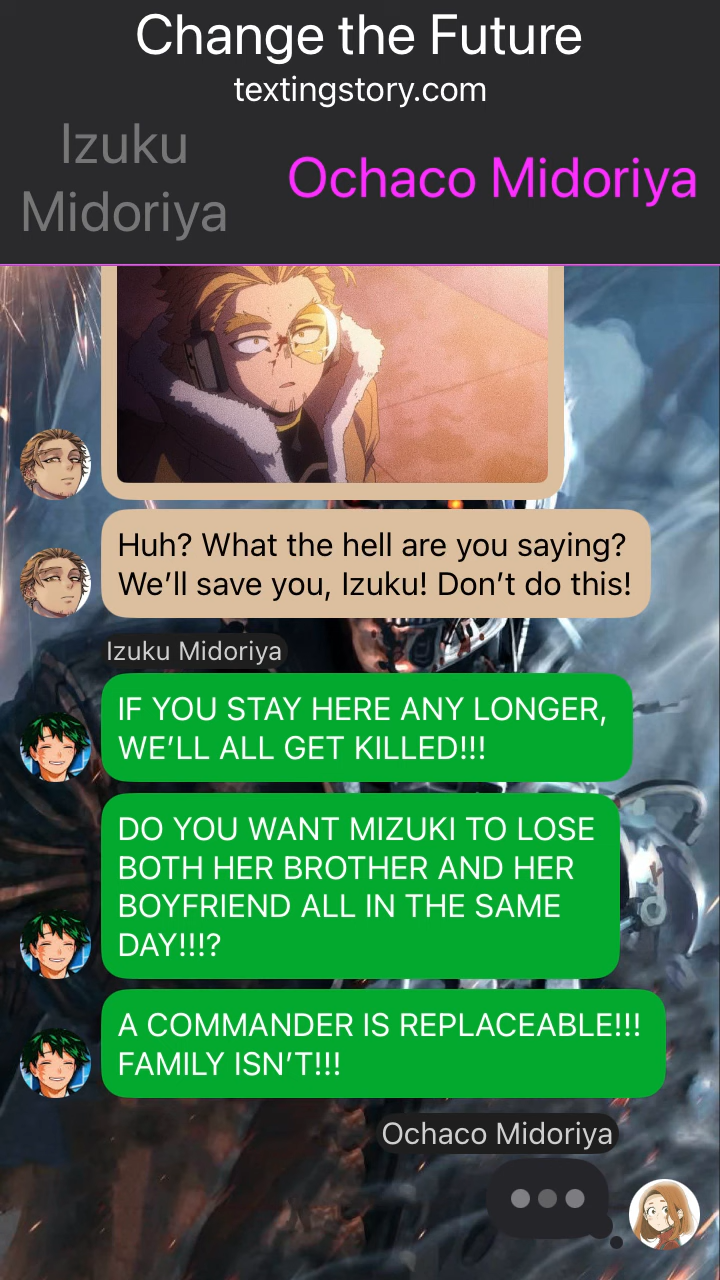 Change the Future
textingstory.com
Izuku
Midoriya
Ochaco Midoriya
Huh? What the hell are you saying?
We’ll save you, Izuku! Don’t do this!
Izuku Midoriya
IF YOU STAY HERE ANY LONGER,
WE’LL ALL GET KILLED!!!
DO YOU WANT MIZUKI TO LOSE
BOTH HER BROTHER AND HER
BOYFRIEND ALL IN THE SAME
DAY!!!?
A COMMANDER IS REPLACEABLE!!!
FAMILY ISN’T!!!
Ochaco Midoriya